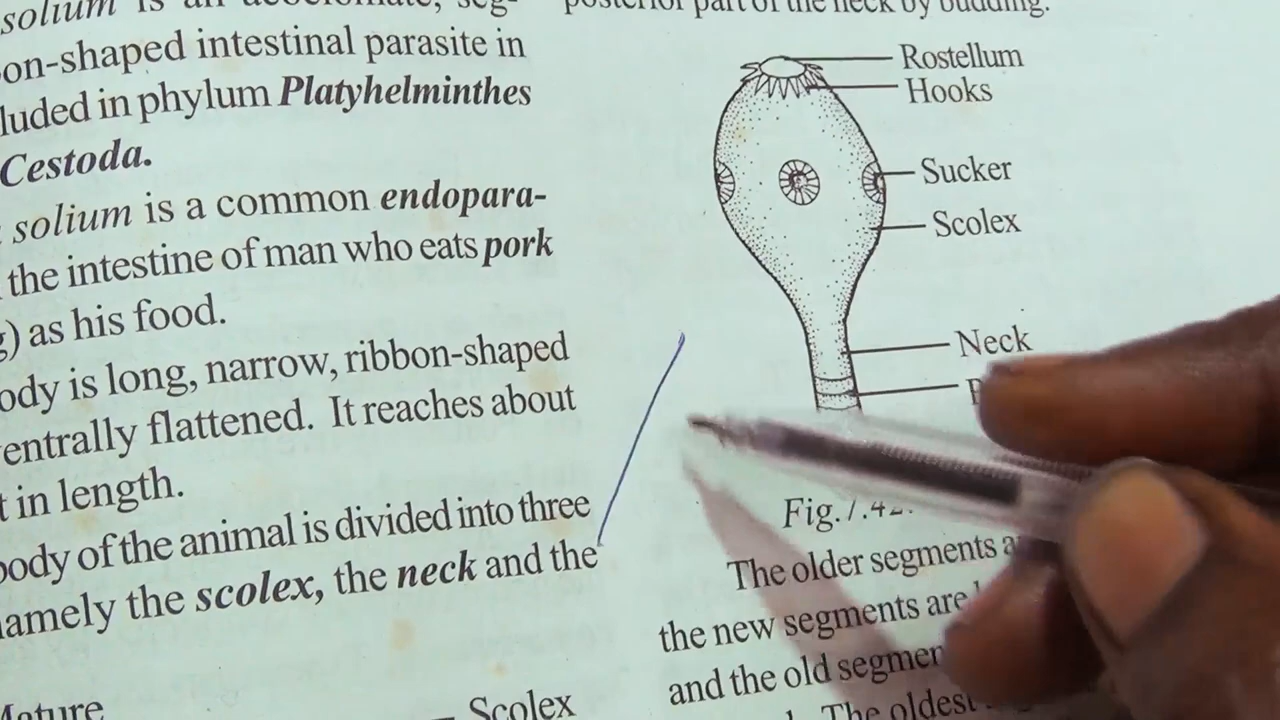 solium is an acoelomate, seg-
on-shaped intestinal parasite in
luded in phylum Platyhelminthes
Cestoda.
solium is a common endopara-
the intestine of man who eats pork
g) as his food.
ody is long, narrow, ribbon-shaped
entrally flattened. It reaches about
t in length.
body of the animal is divided into three
namely the scolex, the neck and the
Mature
Scolex
posterior part of the neck by budding.
Rostellum
Hooks
Sucker
Scolex
Neck
Fig.7.42.
The older segments a
the new segments are
and the old segmen
The oldest